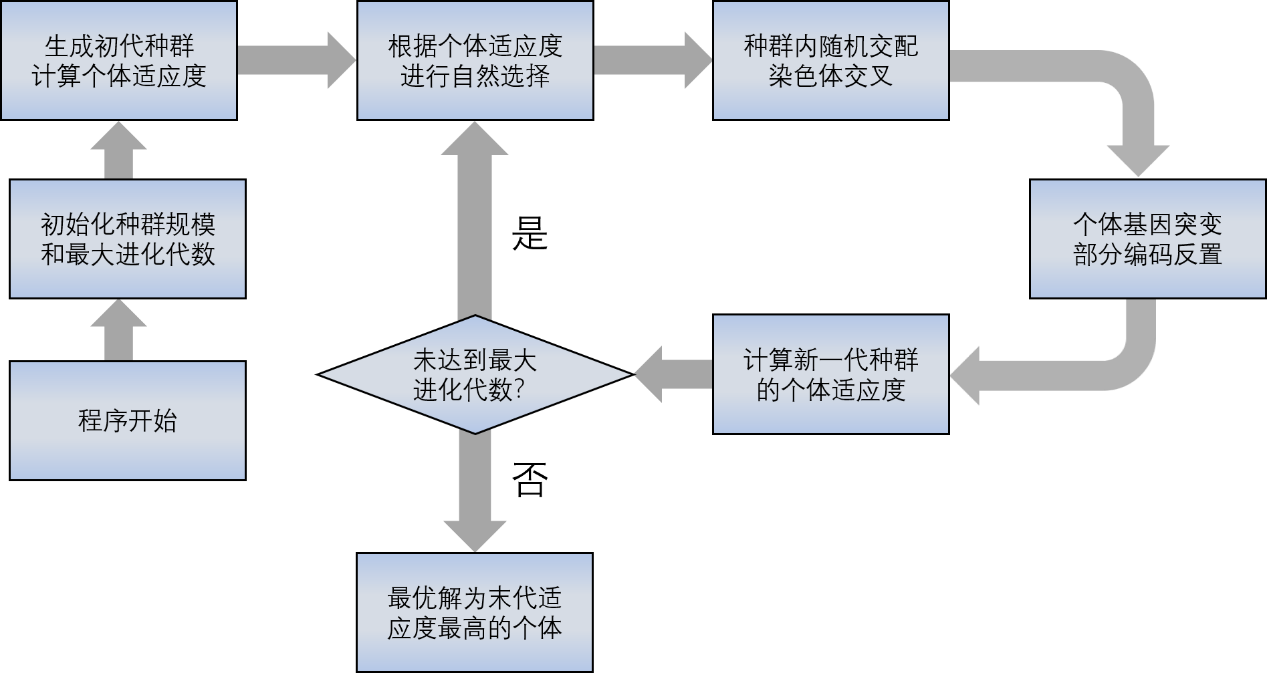 生成初代种群
计算个体适应度
根据个体适应度
进行自然选择
种群内随机交配
染色体交叉
初始化种群规模
和最大进化代数
是
个体基因突变
部分编码反置
程序开始
未达到最大
进化代数?
计算新一代种群
的个体适应度
否
最优解为末代适
应度最高的个体